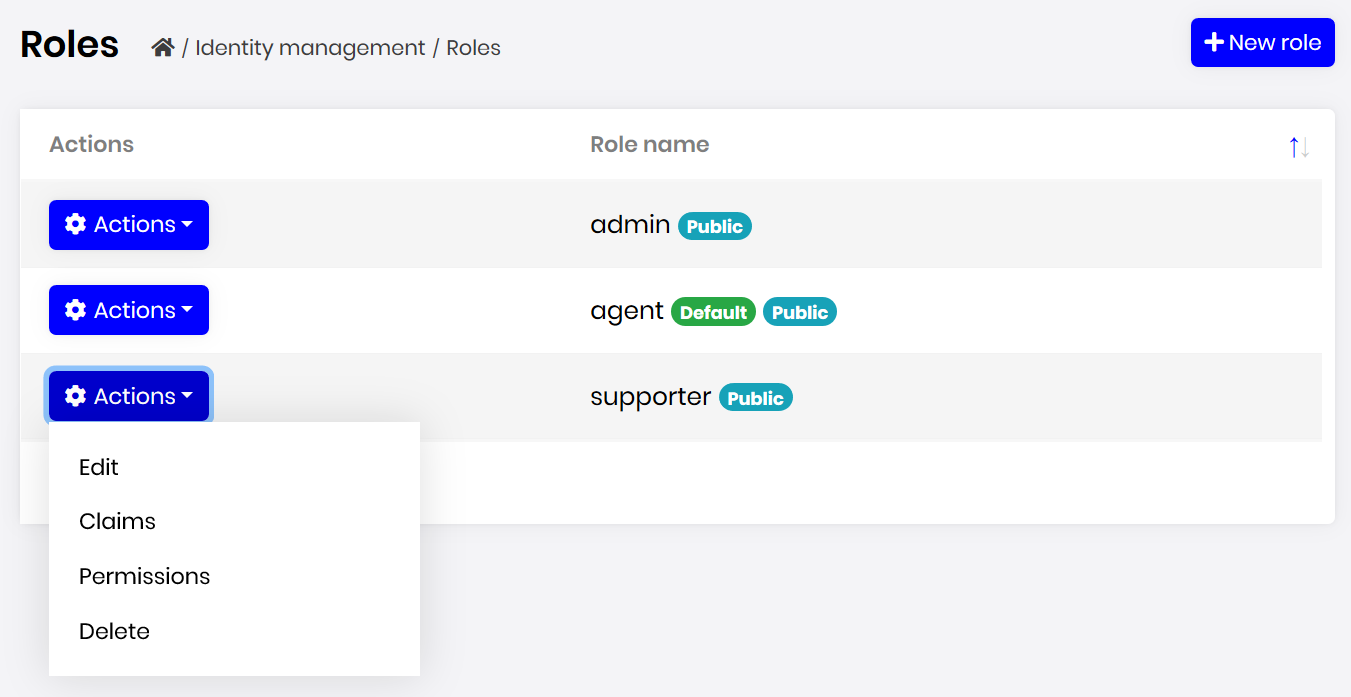 Roles / Identity management / Roles
New role
Actions Role name
Actions admin Public
Actions agent Default Public
Actions supporter Public
Edit
Claims
Permissions
Delete